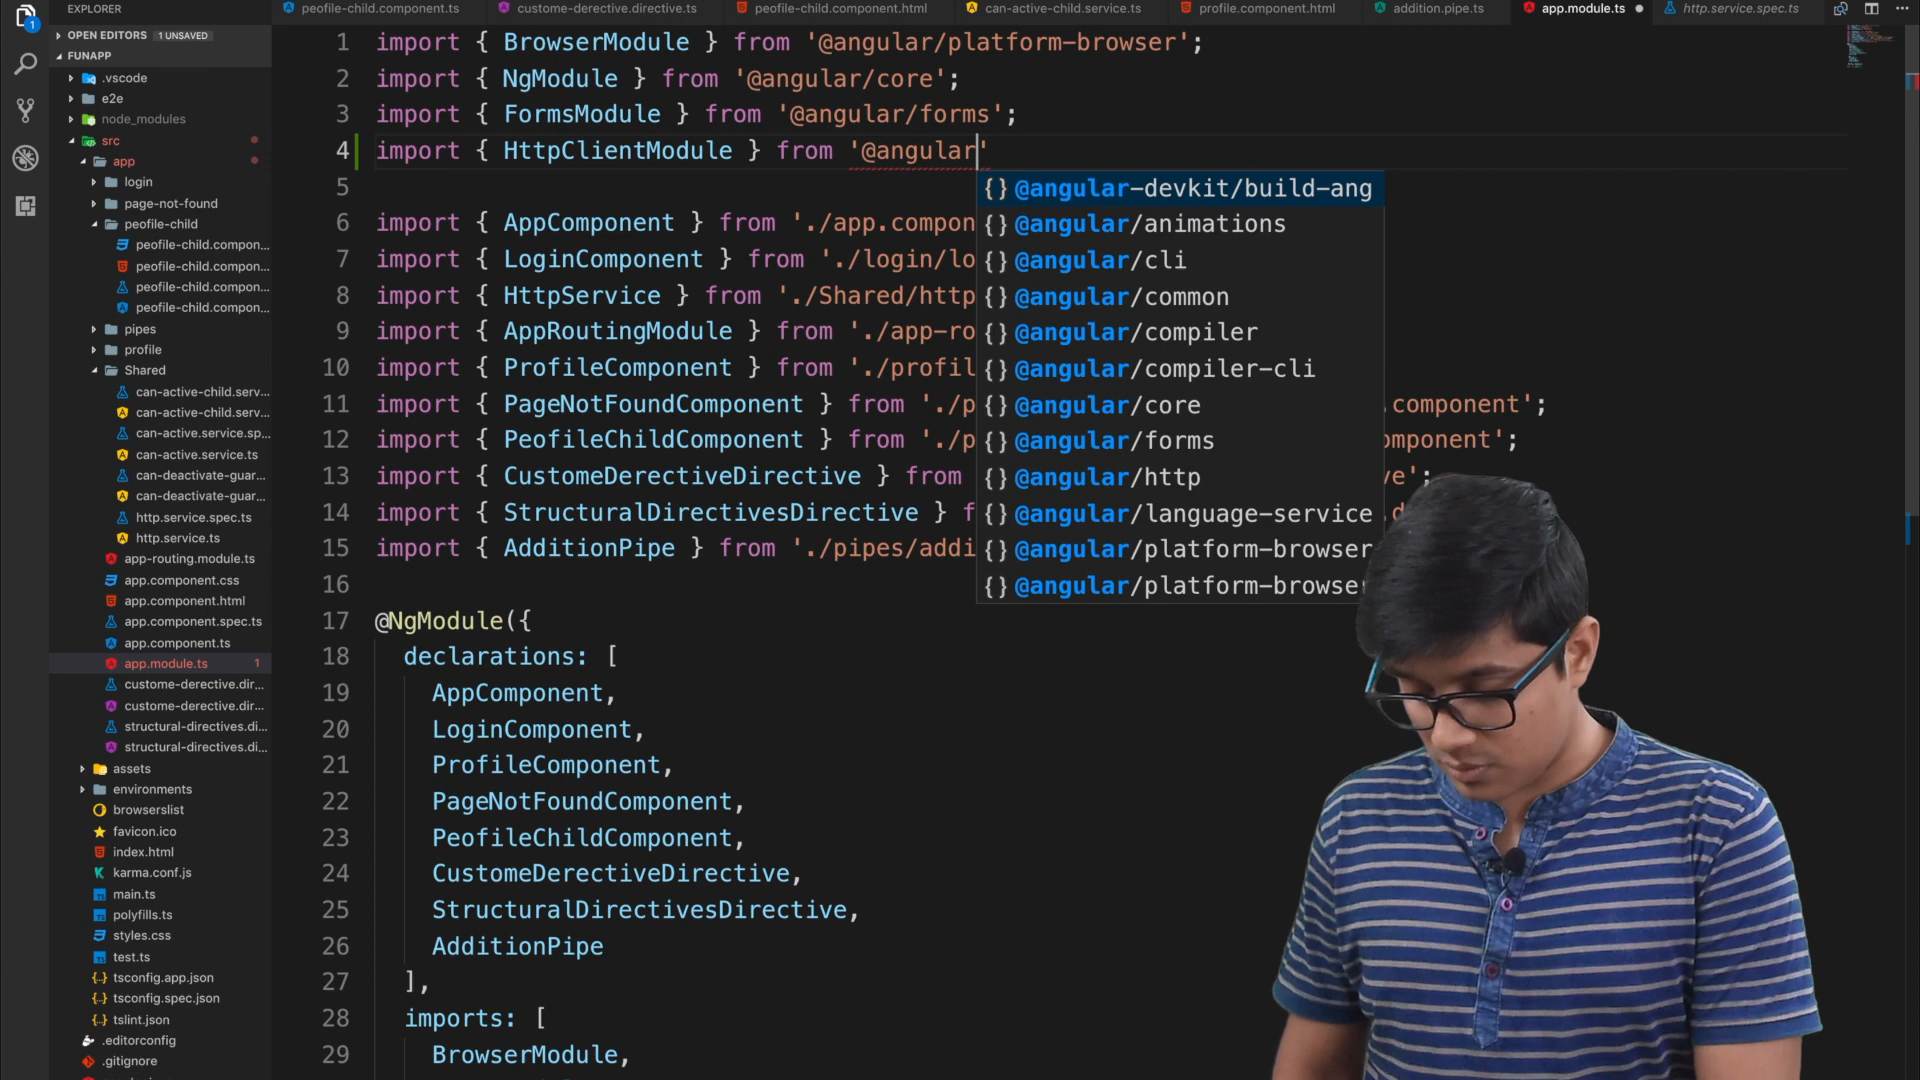 EXPLORER
peofile-child.component.ts
custome-derective.directive.ts
peofile-child.component.html
can-active-child.service.ts
profile.component.html
addition.pipe.ts
app.module.ts
http.service.spec.ts
1
OPEN EDITORS 1 UNSAVED
FUNAPP
.vscode
e2e
node_modules
src
app
login
page-not-found
peofile-child
peofile-child.compon...
peofile-child.compon...
peofile-child.compon...
peofile-child.compon...
pipes
profile
Shared
can-active-child.serv...
can-active-child.serv...
can-active.service.sp...
can-active.service.ts
can-deactivate-guar...
can-deactivate-guar...
http.service.spec.ts
http.service.ts
app-routing.module.ts
app.component.css
app.component.html
app.component.spec.ts
app.component.ts
app.module.ts 1
custome-derective.dir...
custome-derective.dir...
structural-directives.di...
structural-directives.di...
assets
environments
browserslist
favicon.ico
index.html
karma.conf.js
main.ts
polyfills.ts
styles.css
test.ts
tsconfig.app.json
tsconfig.spec.json
tslint.json
.editorconfig
.gitignore
1 import { BrowserModule } from '@angular/platform-browser';
2 import { NgModule } from '@angular/core';
3 import { FormsModule } from '@angular/forms';
4 import { HttpClientModule } from '@angular'
5
6 import { AppComponent } from './app.compon
7 import { LoginComponent } from './login/lo
8 import { HttpService } from './Shared/http
9 import { AppRoutingModule } from './app-ro
10 import { ProfileComponent } from './profil
11 import { PageNotFoundComponent } from './p .component';
12 import { PeofileChildComponent } from './p omponent';
13 import { CustomeDerectiveDirective } from ve';
14 import { StructuralDirectivesDirective } f
15 import { AdditionPipe } from './pipes/addi
16
17 @NgModule({
18 declarations: [
19 AppComponent,
20 LoginComponent,
21 ProfileComponent,
22 PageNotFoundComponent,
23 PeofileChildComponent,
24 CustomeDerectiveDirective,
25 StructuralDirectivesDirective,
26 AdditionPipe
27 ],
28 imports: [
29 BrowserModule,
{} @angular-devkit/build-ang
{} @angular/animations
{} @angular/cli
{} @angular/common
{} @angular/compiler
{} @angular/compiler-cli
{} @angular/core
{} @angular/forms
{} @angular/http
{} @angular/language-service
{} @angular/platform-browser
{} @angular/platform-browser